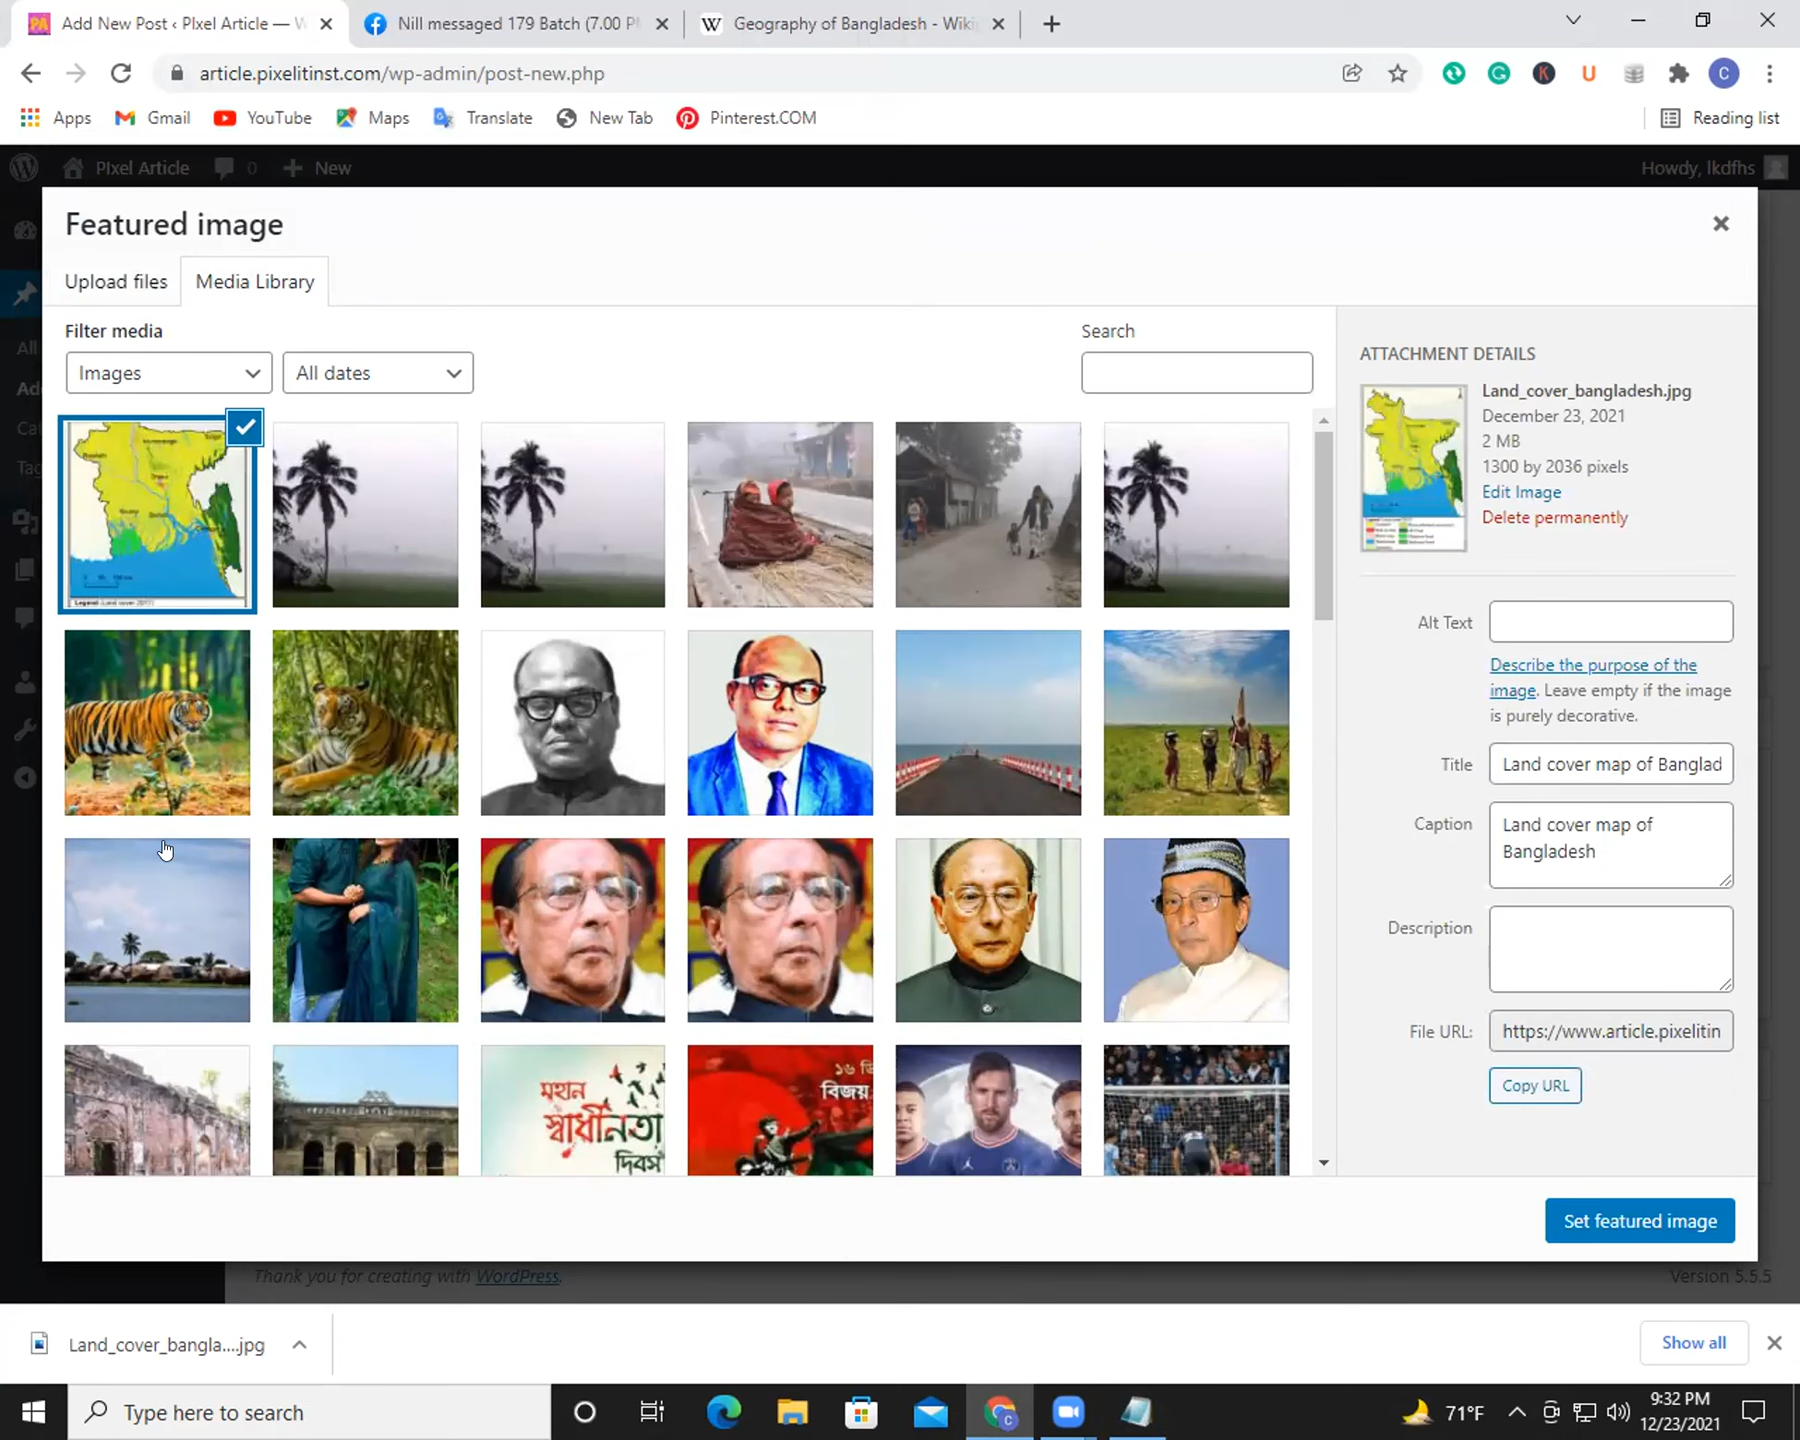 Add New Post ‹ PIxel Article — W
Nill messaged 179 Batch (7.00 P
Geography of Bangladesh - Wiki
article.pixelitinst.com/wp-admin/post-new.php
Apps
Gmail
YouTube
Maps
Translate
New Tab
Pinterest.COM
Reading list
PIxel Article
0
New
Howdy, lkdfhs
Featured image
Upload files
Media Library
Filter media
Search
Images
All dates
All
Ad
Cat
Tag
ATTACHMENT DETAILS
Land_cover_bangladesh.jpg
December 23, 2021
2 MB
1300 by 2036 pixels
Edit Image
Delete permanently
Alt Text
Describe the purpose of the
image. Leave empty if the image
is purely decorative.
Title
Land cover map of Banglad
Caption
Land cover map of
Bangladesh
Description
File URL:
https://www.article.pixelitin
Copy URL
মহান
স্বাধীনতা
দিবস
১৬ ডি
বিজয়
Set featured image
Thank you for creating with WordPress.
Version 5.5.5
Land_cover_bangla....jpg
Show all
Type here to search
71°F
9:32 PM
12/23/2021